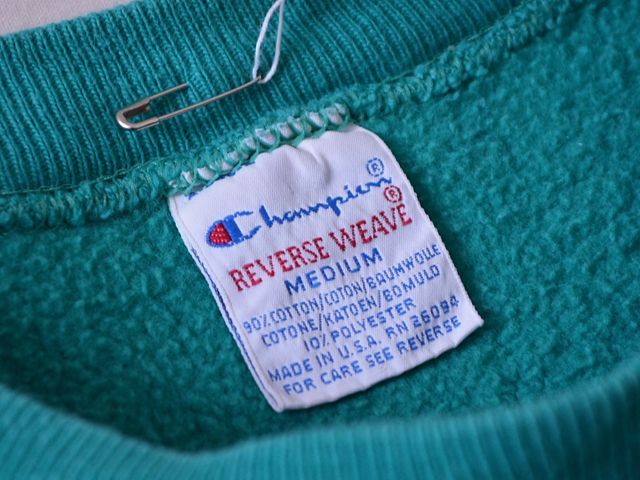 Champion®
REVERSE WEAVE®
MEDIUM
90% COTTON/COTON/BAUMWOLLE
COTONE/KATOEN/BOMULD
10% POLYESTER
MADE IN U.S.A. RN 26094
FOR CARE SEE REVERSE